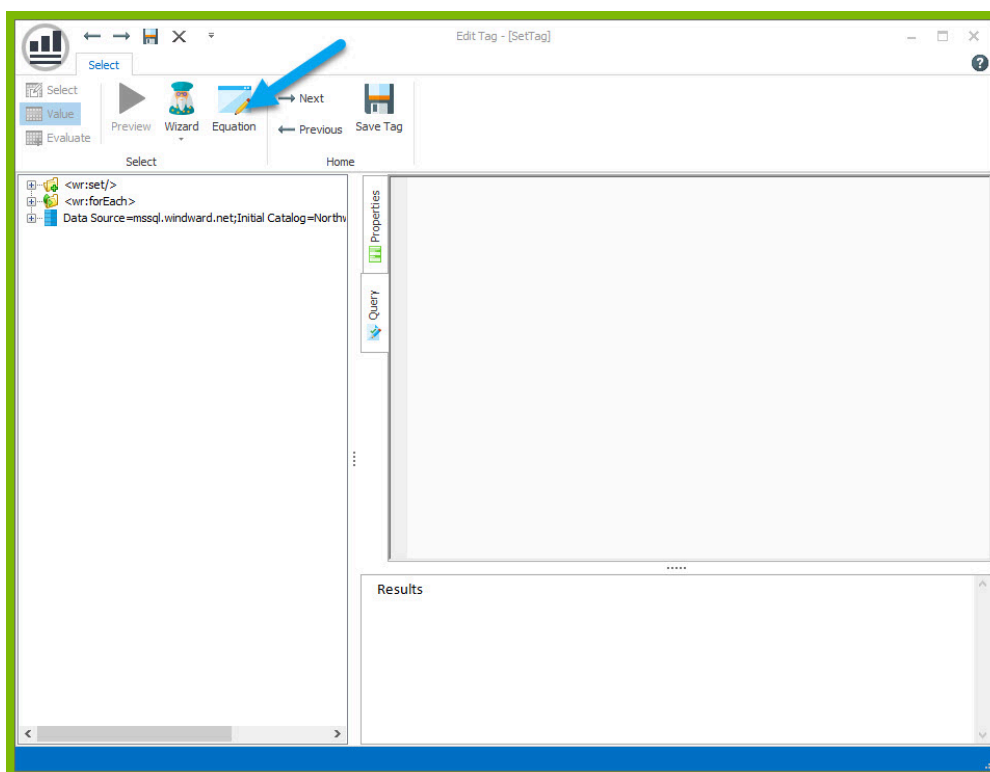 Edit Tag - [SetTag]
Select
Select
Value
Evaluate
Preview
Wizard
Equation
Next
Previous
Save Tag
Select
Home
<wr:set/>
<wr:forEach>
Data Source=mssql.windward.net;Initial Catalog=Northw
Properties
Query
Results